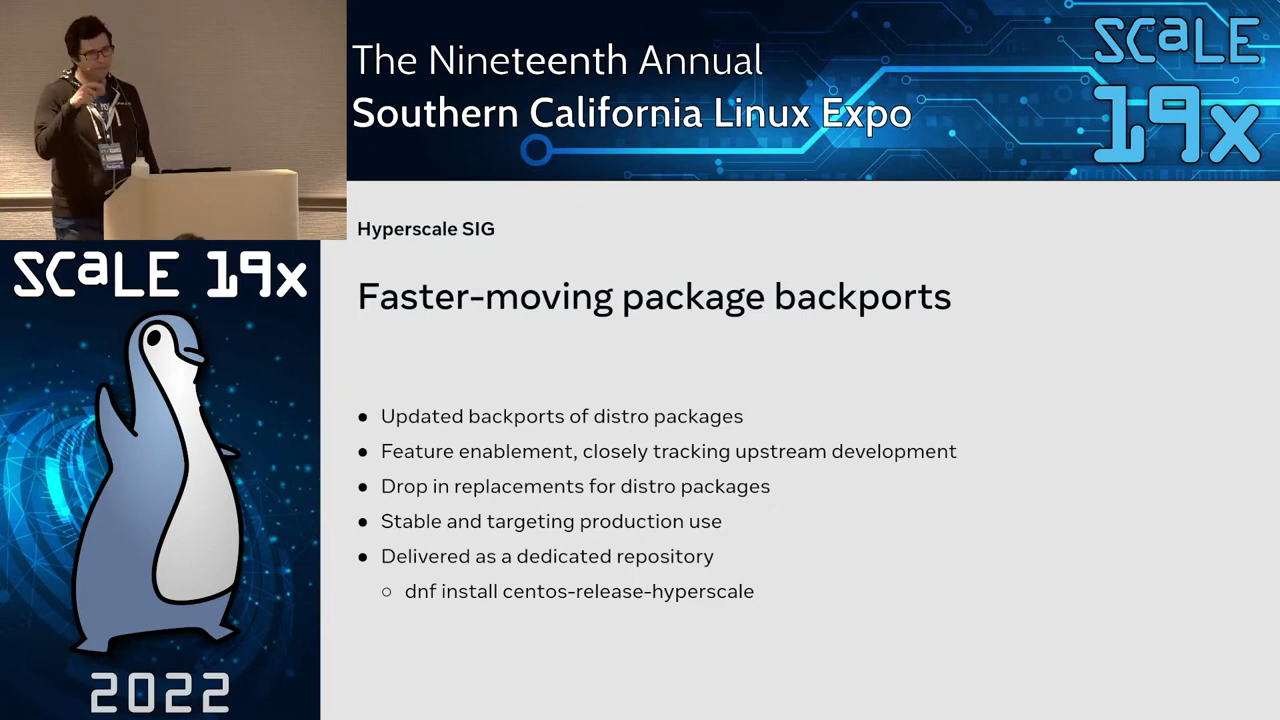 The Nineteenth Annual
Southern California Linux Expo
SCaLE
19x
Hyperscale SIG
Faster-moving package backports
SCaLE 19x
● Updated backports of distro packages
● Feature enablement, closely tracking upstream development
● Drop in replacements for distro packages
● Stable and targeting production use
● Delivered as a dedicated repository
○ dnf install centos-release-hyperscale
2022